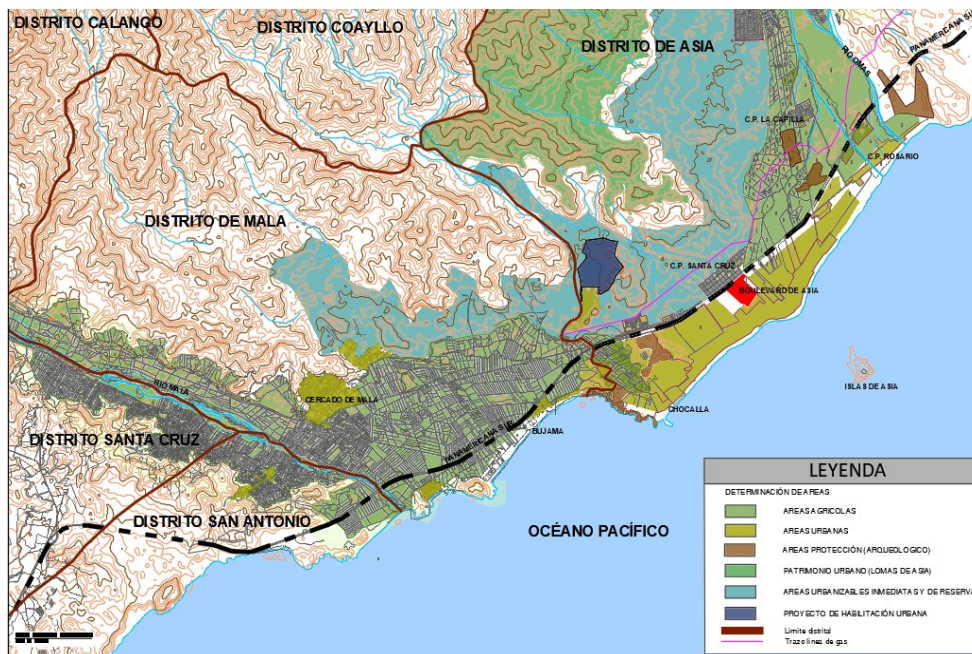 DISTRITO CALANGO
DISTRITO COAYLLO
DISTRITO DE ASIA
RIO OMAS
PANAMERICANA SUR
C.P. LA CAPILLA
C.P. ROSARIO
DISTRITO DE MALA
C.P. SANTA CRUZ
BOULEVARD DE ASIA
ISLAS DE ASIA
RIO MALA
CERCADO DE MALA
CHOCALLA
DISTRITO SANTA CRUZ
PANAMERICANA SUR
BUJAMA
DISTRITO SAN ANTONIO
OCÉANO PACÍFICO
LEYENDA
DETERMINACIÓN DE AREAS
AREAS AGRICOLAS
AREAS URBANAS
AREAS PROTECCIÓN (ARQUEOLOGICO)
PATRIMONIO URBANO (LOMAS DE ASIA)
AREAS URBANIZABLES INMEDIATAS Y DE RESERVA
PROYECTO DE HABILITACIÓN URBANA
Limite distrital
Trazo linea de gas